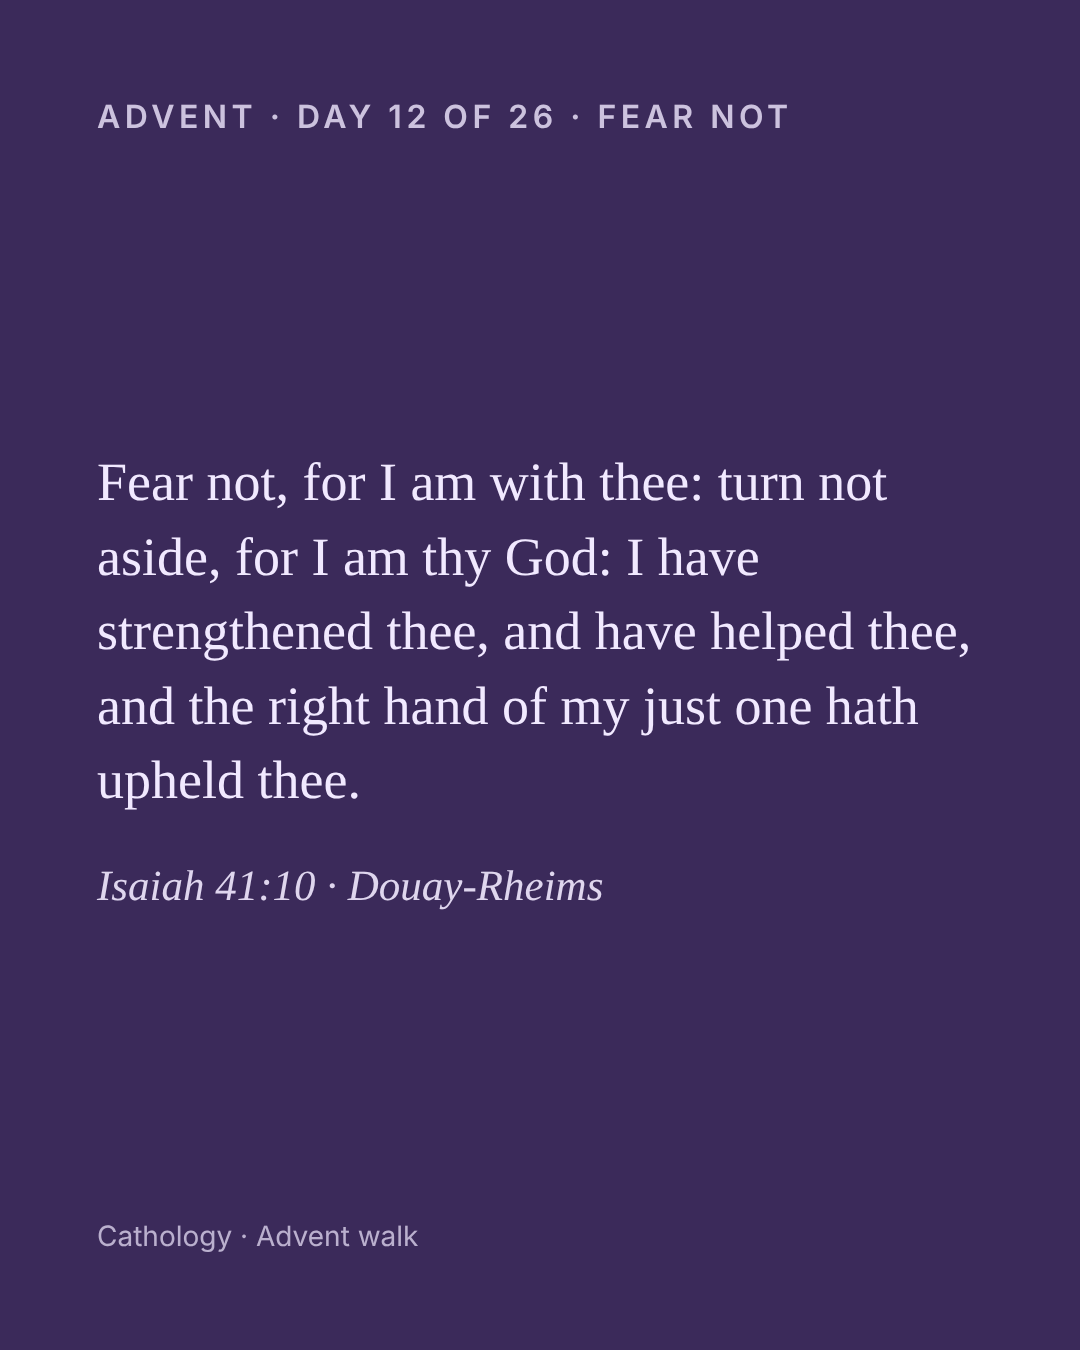 ADVENT · DAY 12 OF 26 · FEAR NOT
Fear not, for I am with thee: turn not
aside, for I am thy God: I have
strengthened thee, and have helped thee,
and the right hand of my just one hath
upheld thee.
Isaiah 41:10 · Douay-Rheims
Cathology · Advent walk